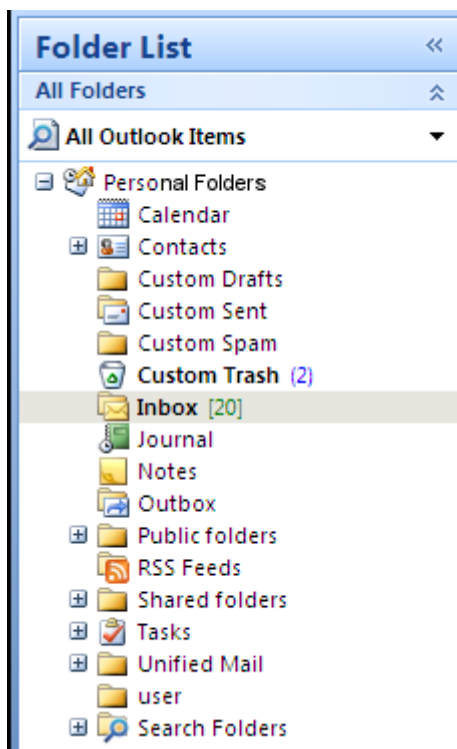 Folder List
All Folders
All Outlook Items
Personal Folders
Calendar
Contacts
Custom Drafts
Custom Sent
Custom Spam
Custom Trash (2)
Inbox [20]
Journal
Notes
Outbox
Public folders
RSS Feeds
Shared folders
Tasks
Unified Mail
user
Search Folders